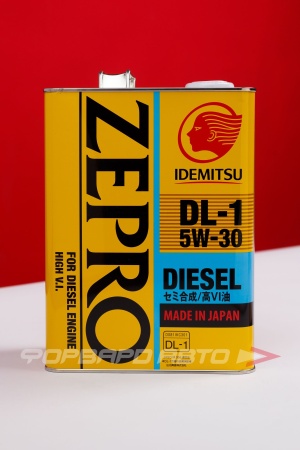 ZEPRO
FOR DIESEL ENGINE
HIGH V.I.
IDEMITSU
DL-1
5W-30
DIESEL
セミ合成/高VI油
MADE IN JAPAN
DL-1
ФОРВАРД АВТО